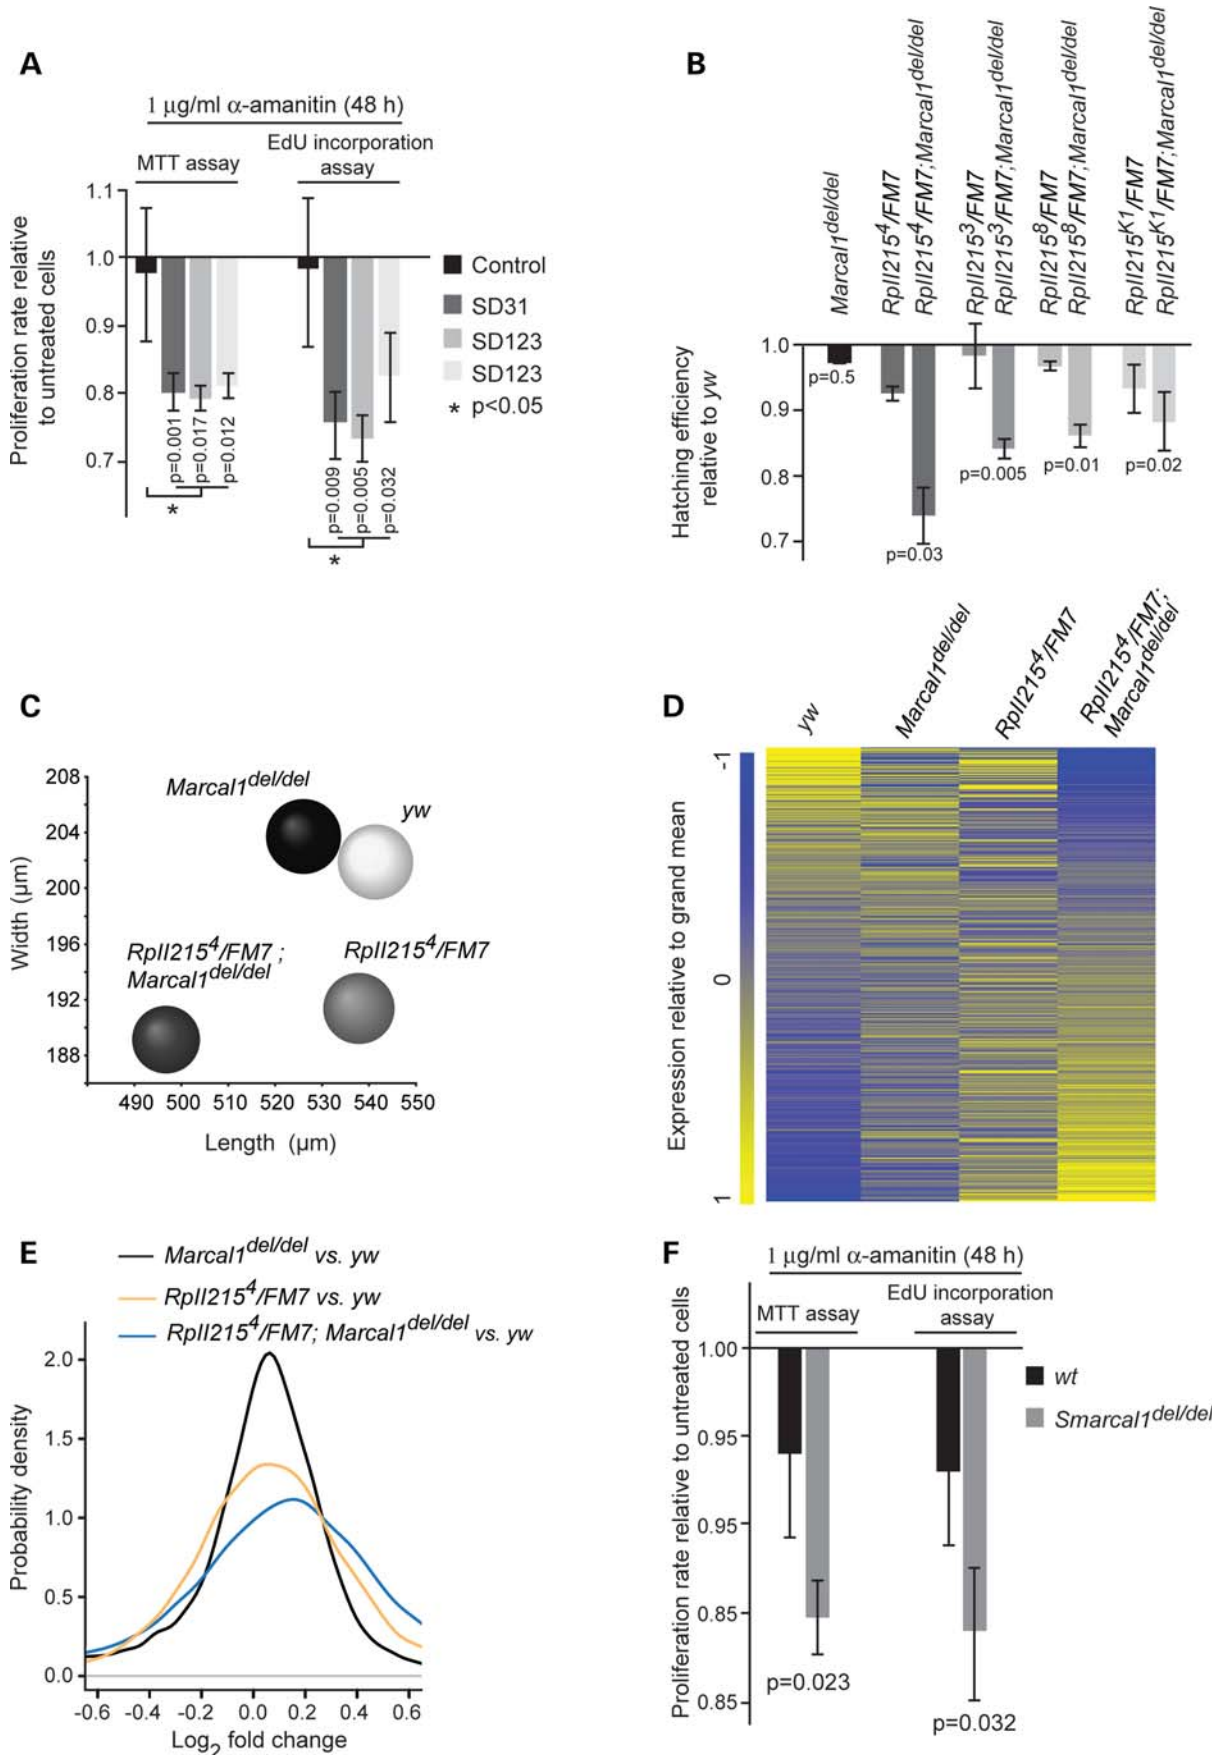 A
1 µg/ml α-amanitin (48 h)
MTT assay
EdU incorporation
assay
Proliferation rate relative
to untreated cells
1.1
1.0
0.9
0.8
0.7
p=0.001
p=0.017
p=0.012
*
p=0.009
p=0.005
p=0.032
*
Control
SD31
SD123
SD123
* p<0.05
B
Marcal1del/del
RpII2154/FM7
RpII2154/FM7;Marcal1del/del
RpII2153/FM7
RpII2153/FM7;Marcal1del/del
RpII2158/FM7
RpII2158/FM7;Marcal1del/del
RpII215K1/FM7
RpII215K1/FM7;Marcal1del/del
Hatching efficiency
relative to yw
1.0
0.9
0.8
0.7
p=0.5
p=0.03
p=0.005
p=0.01
p=0.02
C
Width (µm)
208
204
200
196
192
188
Marcal1del/del
yw
RpII2154/FM7 ;
Marcal1del/del
RpII2154/FM7
490 500 510 520 530 540 550
Length (µm)
D
yw
Marcal1del/del
RpII2154/FM7
RpII2154/FM7;
Marcal1del/del
Expression relative to grand mean
-1
0
1
E
Marcal1del/del vs. yw
RpII2154/FM7 vs. yw
RpII2154/FM7; Marcal1del/del vs. yw
Probability density
2.0
1.5
1.0
0.5
0.0
-0.6 -0.4 -0.2 0.0 0.2 0.4 0.6
Log2 fold change
F
1 µg/ml α-amanitin (48 h)
MTT assay
EdU incorporation
assay
Proliferation rate relative to untreated cells
1.00
0.95
0.95
0.85
0.85
p=0.023
p=0.032
wt
Smarcal1del/del